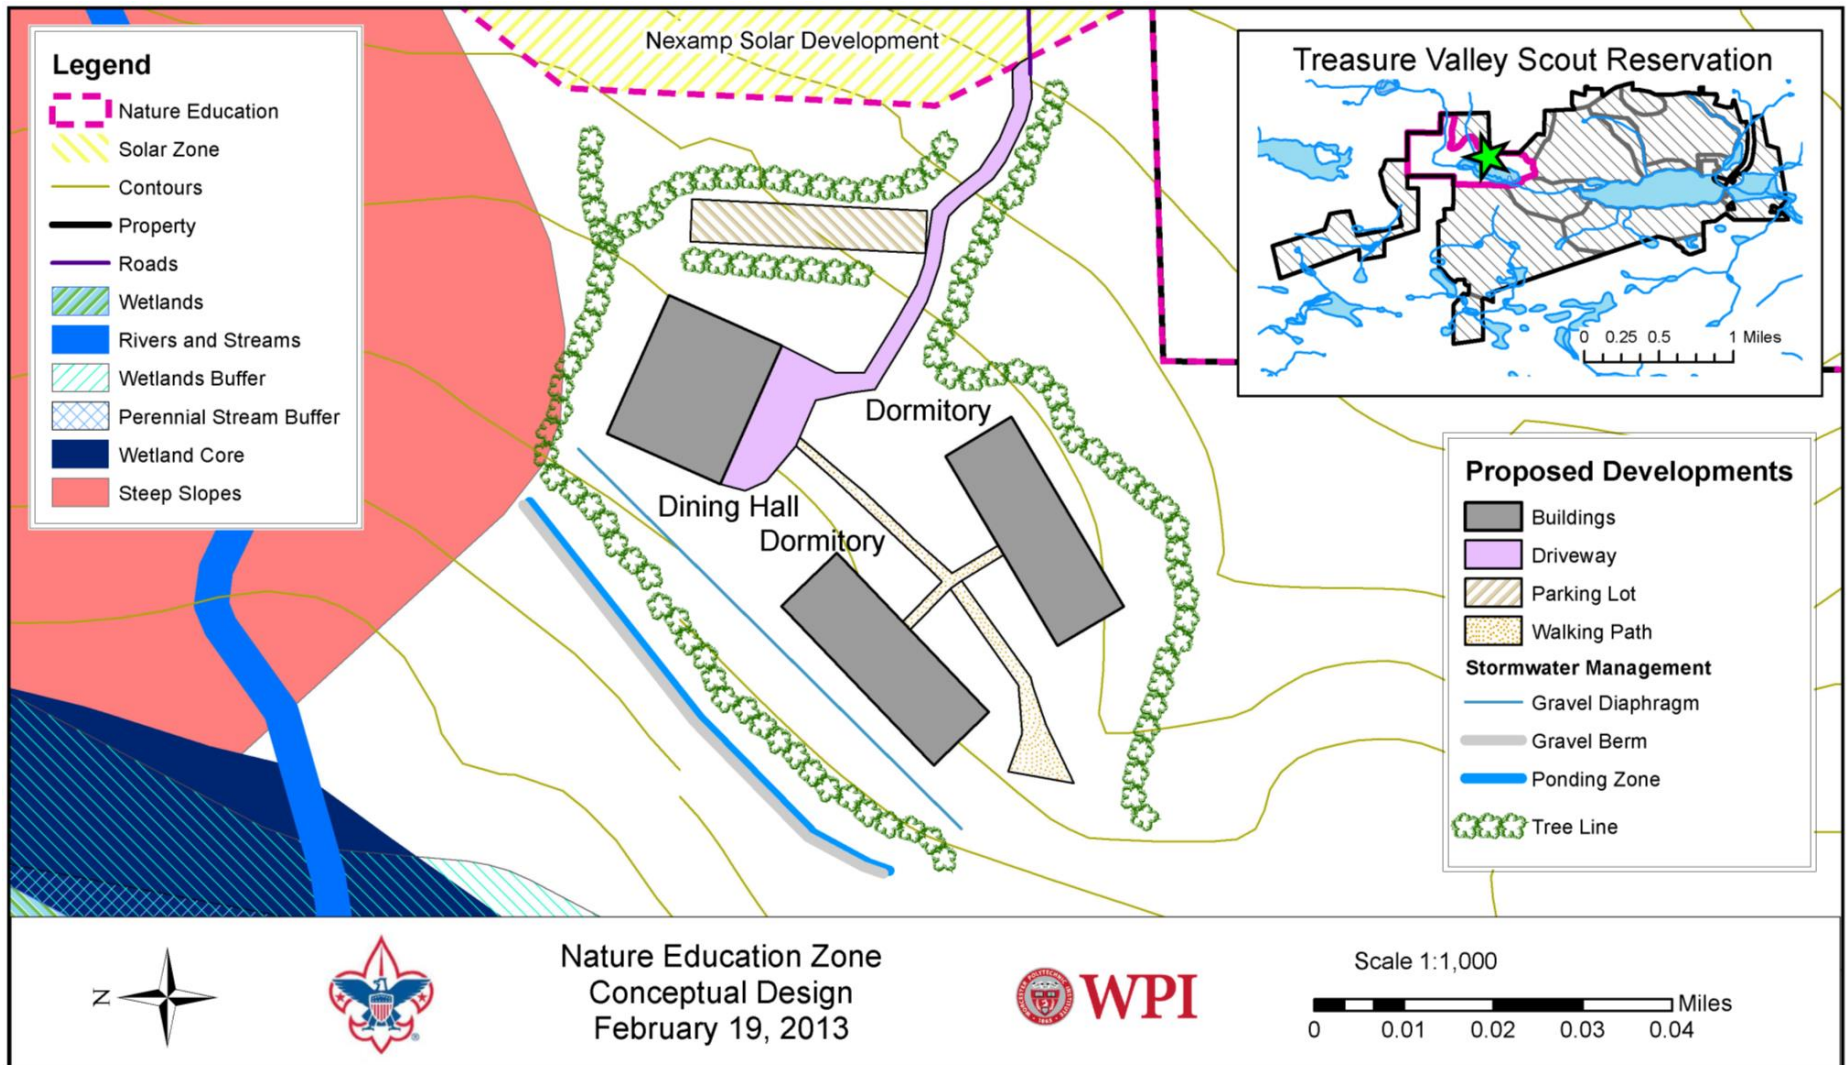 Nexamp Solar Development
Legend
Nature Education
Solar Zone
Contours
Property
Roads
Wetlands
Rivers and Streams
Wetlands Buffer
Perennial Stream Buffer
Wetland Core
Steep Slopes
Treasure Valley Scout Reservation
0 0.25 0.5 1 Miles
Dormitory
Dining Hall
Dormitory
Proposed Developments
Buildings
Driveway
Parking Lot
Walking Path
Stormwater Management
Gravel Diaphragm
Gravel Berm
Ponding Zone
Tree Line
N
Nature Education Zone
Conceptual Design
February 19, 2013
WPI
Scale 1:1,000
Miles
0 0.01 0.02 0.03 0.04